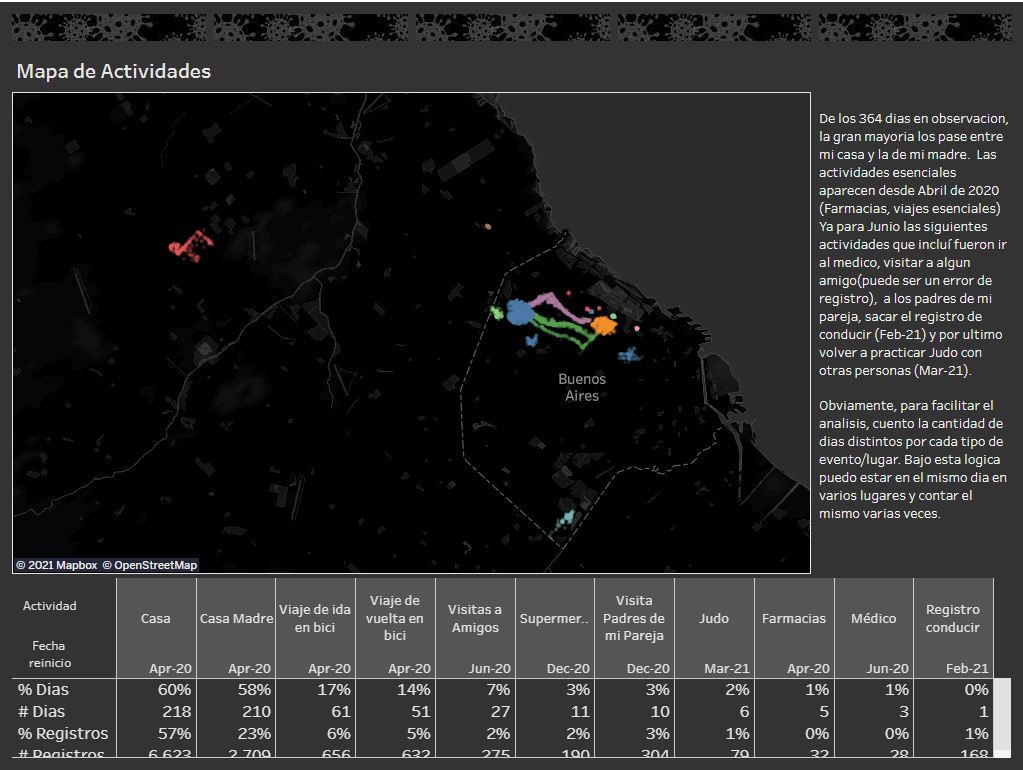 Mapa de Actividades
De los 364 dias en observacion,
la gran mayoria los pase entre
mi casa y la de mi madre. Las
actividades esenciales
aparecen desde Abril de 2020
(Farmacias, viajes esenciales)
Ya para Junio las siguientes
actividades que incluí fueron ir
al medico, visitar a algun
amigo(puede ser un error de
registro), a los padres de mi
pareja, sacar el registro de
conducir (Feb-21) y por ultimo
volver a practicar Judo con
otras personas (Mar-21).
Obviamente, para facilitar el
analisis, cuento la cantidad de
dias distintos por cada tipo de
evento/lugar. Bajo esta logica
puedo estar en el mismo dia en
varios lugares y contar el
mismo varias veces.
Buenos
Aires
© 2021 Mapbox © OpenStreetMap
Actividad
Casa
Casa Madre
Viaje de ida
en bici
Viaje de
vuelta en
bici
Visitas a
Amigos
Supermer..
Visita
Padres de
mi Pareja
Judo
Farmacias
Médico
Registro
conducir
Fecha
reinicio
Apr-20 Apr-20 Apr-20 Apr-20 Jun-20 Dec-20 Dec-20 Mar-21 Apr-20 Jun-20 Feb-21
% Dias 60% 58% 17% 14% 7% 3% 3% 2% 1% 1% 0%
# Dias 218 210 61 51 27 11 10 6 5 3 1
% Registros 57% 23% 6% 5% 2% 2% 3% 1% 0% 0% 1%
# Registros 6,623 2,709 656 632 275 190 304 79 32 28 168